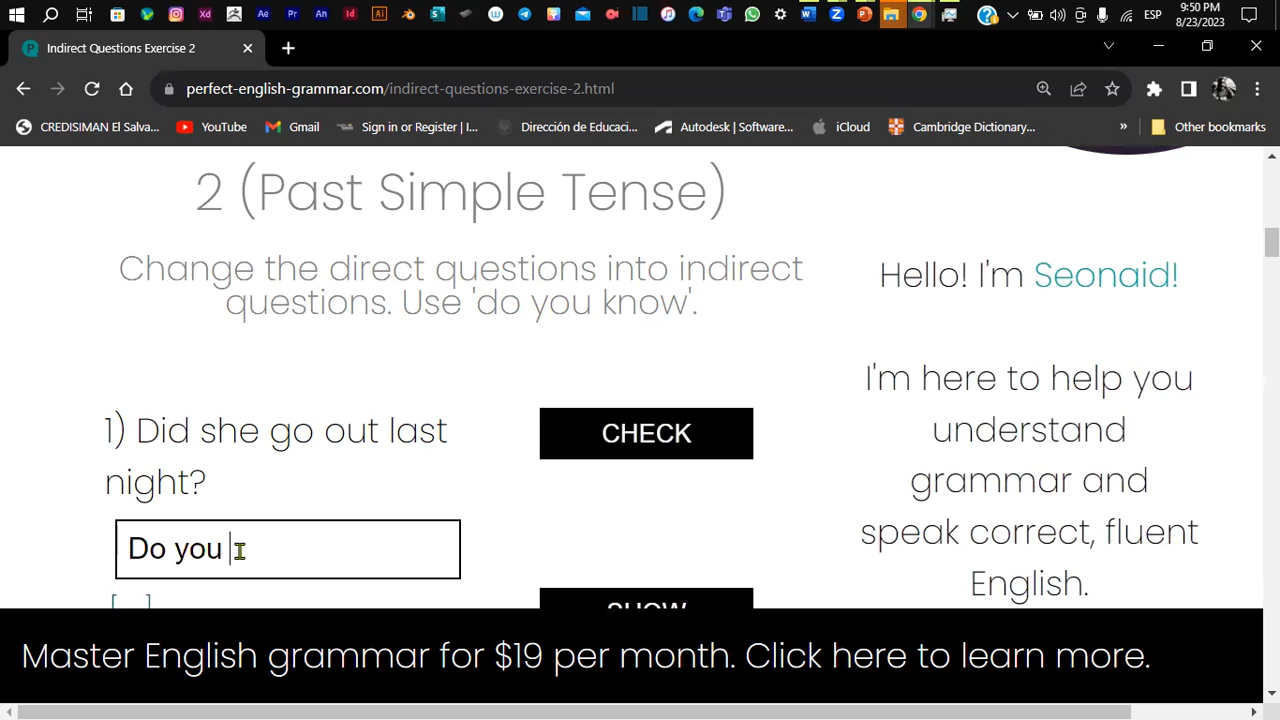 ESP
9:50 PM
8/23/2023
Indirect Questions Exercise 2
perfect-english-grammar.com/indirect-questions-exercise-2.html
CREDISIMAN El Salva...
YouTube
Gmail
Sign in or Register | I...
Dirección de Educaci...
Autodesk | Software...
iCloud
Cambridge Dictionary...
»
Other bookmarks
2 (Past Simple Tense)
Change the direct questions into indirect
questions. Use 'do you know'.
1) Did she go out last
night?
CHECK
Do you
[...]
SHOW
Hello! I'm Seonaid!
I'm here to help you
understand
grammar and
speak correct, fluent
English.
Master English grammar for $19 per month. Click here to learn more.